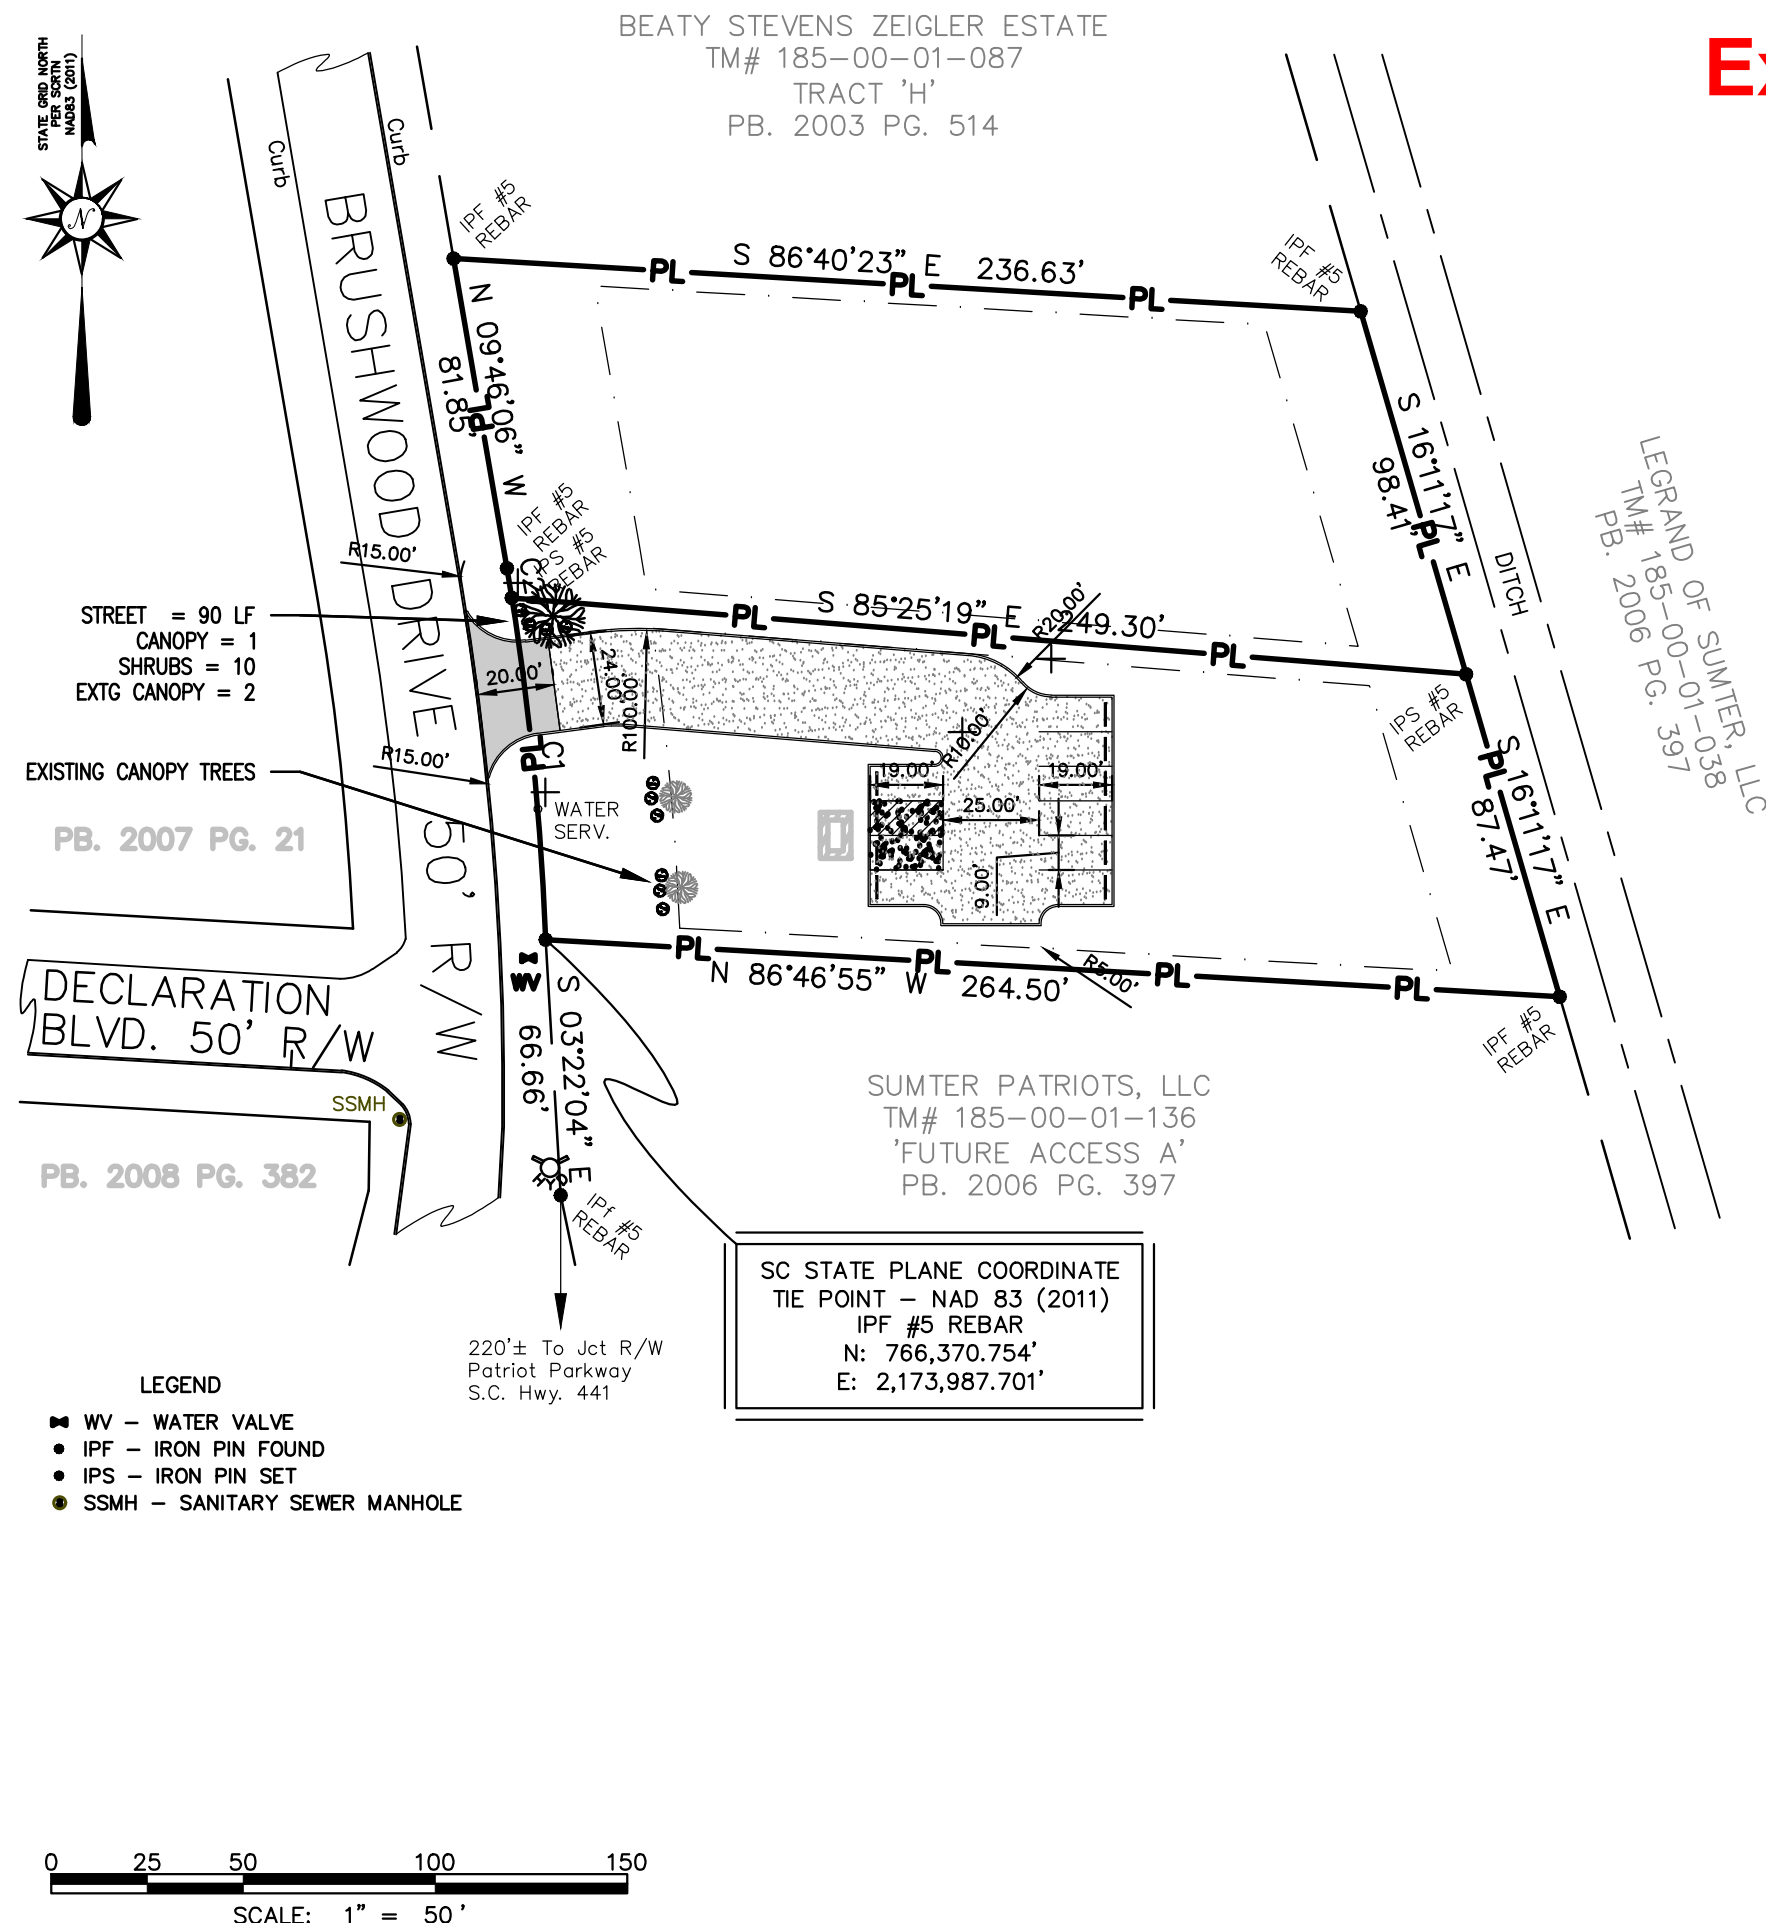 BEATY STEVENS ZEIGLER ESTATE
TM# 185-00-01-087
TRACT 'H'
PB. 2003 PG. 514
Ex
STATE GRID NORTH
PER SCRTN
NAD83 (2011)
N
Curb
Curb
BRUSHWOOD DRIVE 50' R/W
IPF #5
REBAR
S 86°40'23" E 236.63'
PL
PL
PL
IPF #5
REBAR
N 09°46'06" W
81.85'
PL
S 16°11'17" E
98.41'
PL
DITCH
LEGRAND OF SUMTER, LLC
TM# 185-00-01-038
PB. 2006 PG. 397
IPF #5
REBAR
IPS #5
REBAR
R15.00'
STREET = 90 LF
CANOPY = 1
SHRUBS = 10
EXTG CANOPY = 2
S 85°25'19" E 249.30'
PL
PL
PL
R20.00'
20.00'
24.00'
R100.00'
R10.00'
IPS #5
REBAR
R15.00'
PL
C1
EXISTING CANOPY TREES
WATER
SERV.
19.00'
19.00'
25.00'
9.00'
S 16°11'17" E
87.47'
PL
PB. 2007 PG. 21
PL
PL
PL
PL
N 86°46'55" W 264.50'
R5.00'
WV
DECLARATION
BLVD. 50' R/W
S 03°22'04" E
66.66'
IPF #5
REBAR
SSMH
SUMTER PATRIOTS, LLC
TM# 185-00-01-136
'FUTURE ACCESS A'
PB. 2006 PG. 397
PB. 2008 PG. 382
HYD
IPf #5
REBAR
SC STATE PLANE COORDINATE
TIE POINT - NAD 83 (2011)
IPF #5 REBAR
N: 766,370.754'
E: 2,173,987.701'
220'± To Jct R/W
Patriot Parkway
S.C. Hwy. 441
LEGEND
WV - WATER VALVE
IPF - IRON PIN FOUND
IPS - IRON PIN SET
SSMH - SANITARY SEWER MANHOLE
0 25 50 100 150
SCALE: 1" = 50'